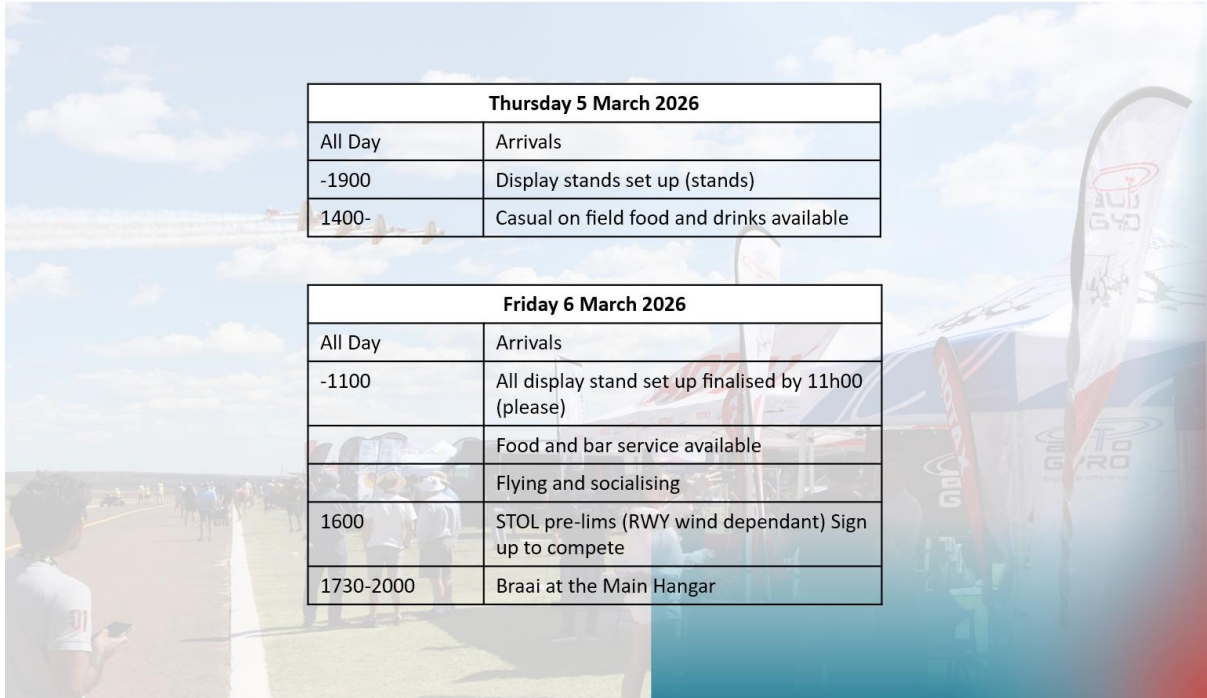 Thursday 5 March 2026
All Day Arrivals
-1900 Display stands set up (stands)
1400- Casual on field food and drinks available
Friday 6 March 2026
All Day Arrivals
-1100 All display stand set up finalised by 11h00
(please)
Food and bar service available
Flying and socialising
1600 STOL pre-lims (RWY wind dependant) Sign
up to compete
1730-2000 Braai at the Main Hangar